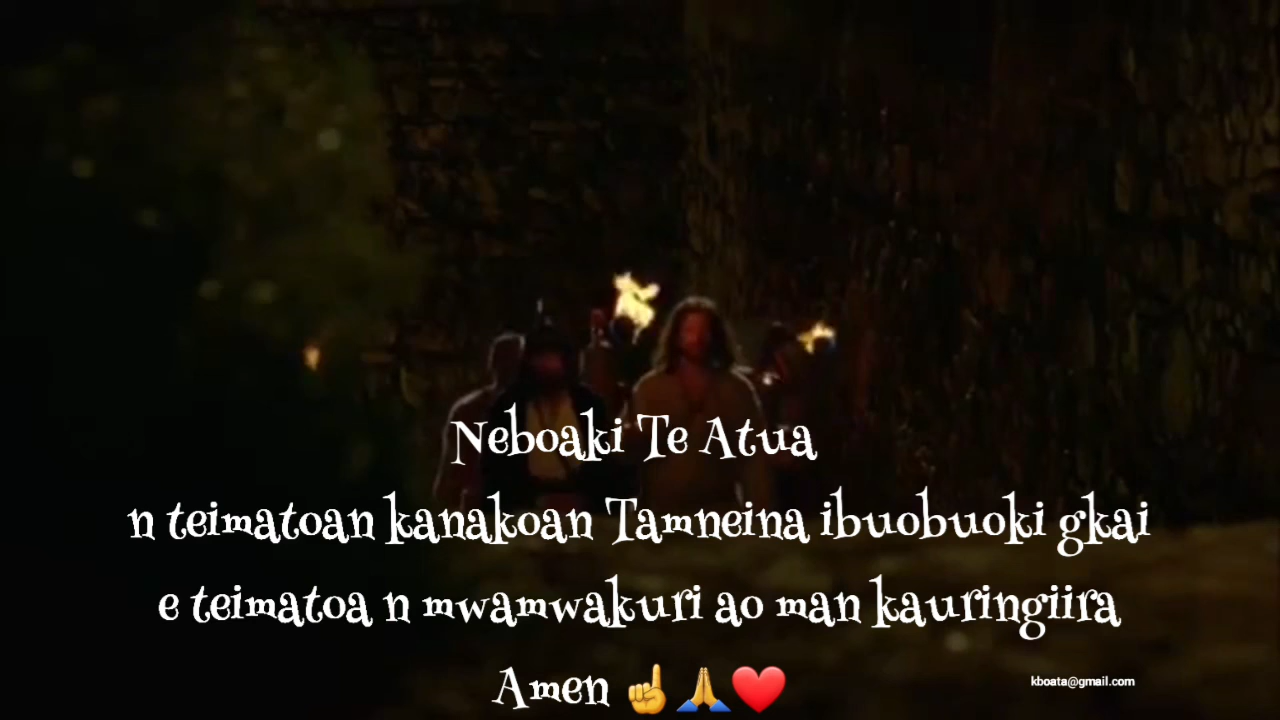 Neboaki Te Atua
n teimatoan kanakoan Tamneina ibuobuoki gkai
e teimatoa n mwamwakuri ao man kauringiira
Amen ☝️🙏❤️
kboata@gmail.com